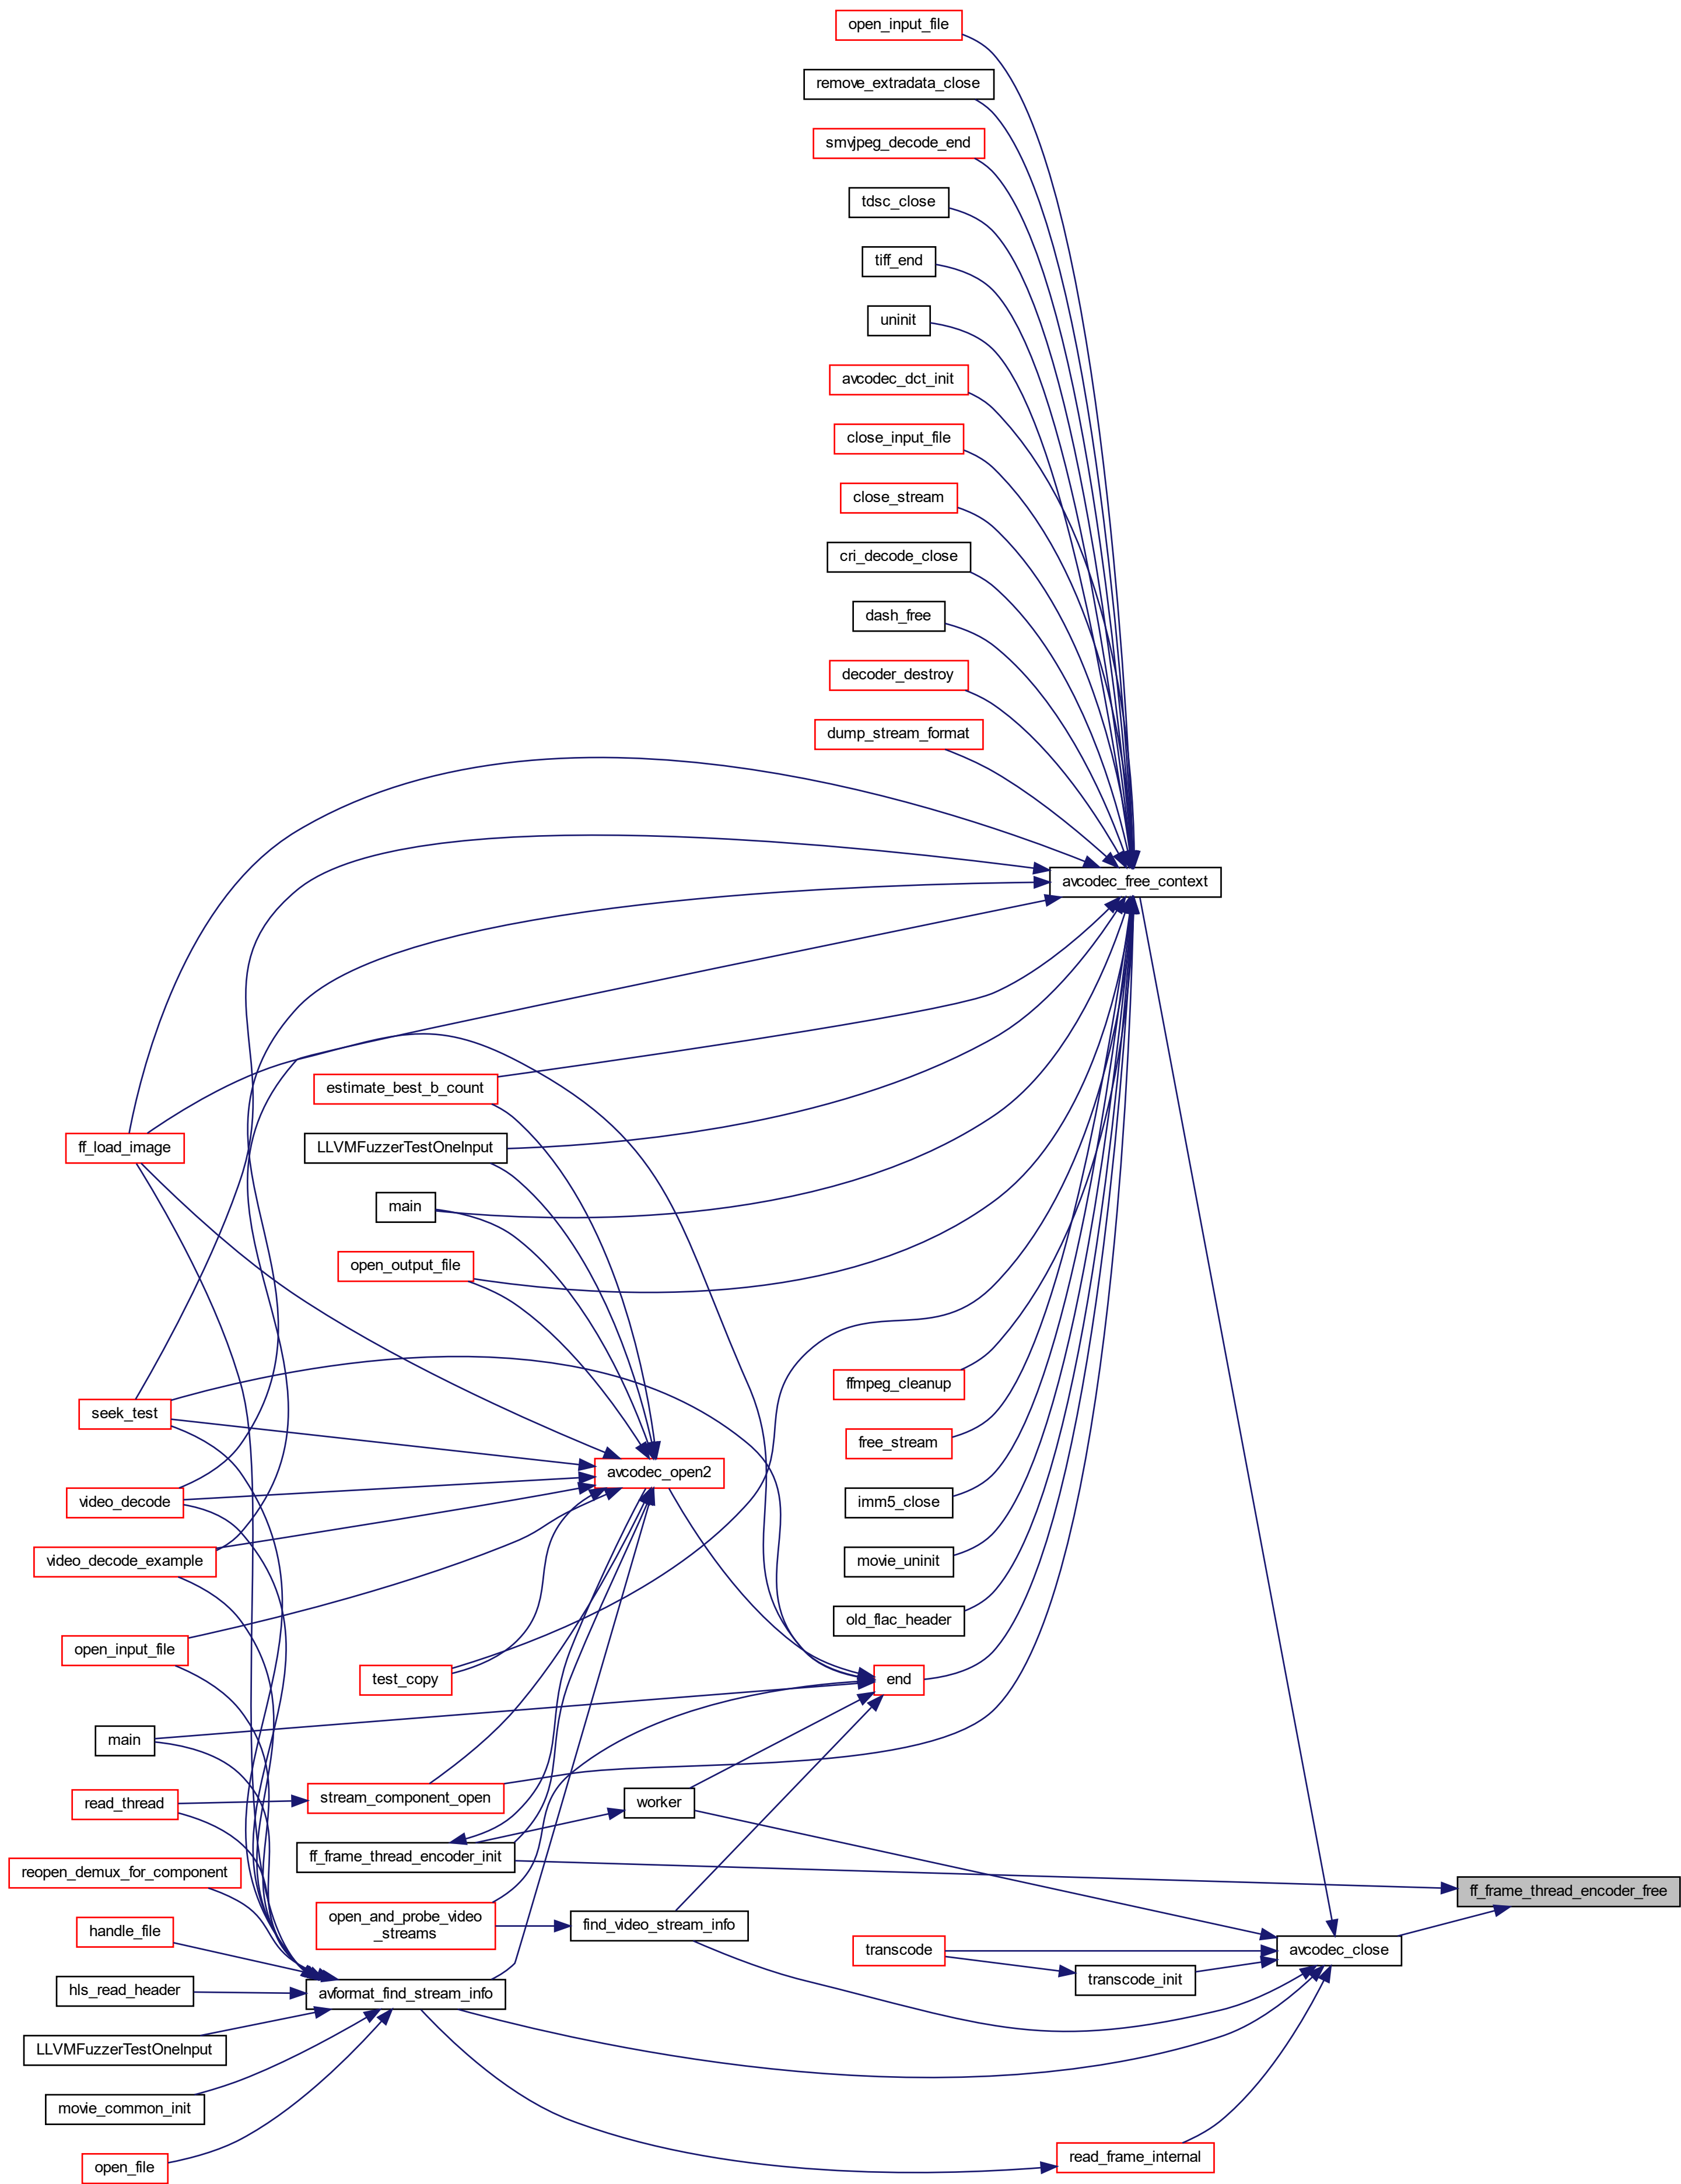 open_input_file
remove_extradata_close
smvjpeg_decode_end
tdsc_close
tiff_end
uninit
avcodec_dct_init
close_input_file
close_stream
cri_decode_close
dash_free
decoder_destroy
dump_stream_format
avcodec_free_context
estimate_best_b_count
ff_load_image
LLVMFuzzerTestOneInput
main
open_output_file
ffmpeg_cleanup
seek_test
free_stream
avcodec_open2
video_decode
imm5_close
video_decode_example
movie_uninit
old_flac_header
open_input_file
test_copy
end
main
read_thread
stream_component_open
worker
ff_frame_thread_encoder_init
reopen_demux_for_component
ff_frame_thread_encoder_free
open_and_probe_video
_streams
find_video_stream_info
handle_file
transcode
avcodec_close
transcode_init
hls_read_header
avformat_find_stream_info
LLVMFuzzerTestOneInput
movie_common_init
read_frame_internal
open_file